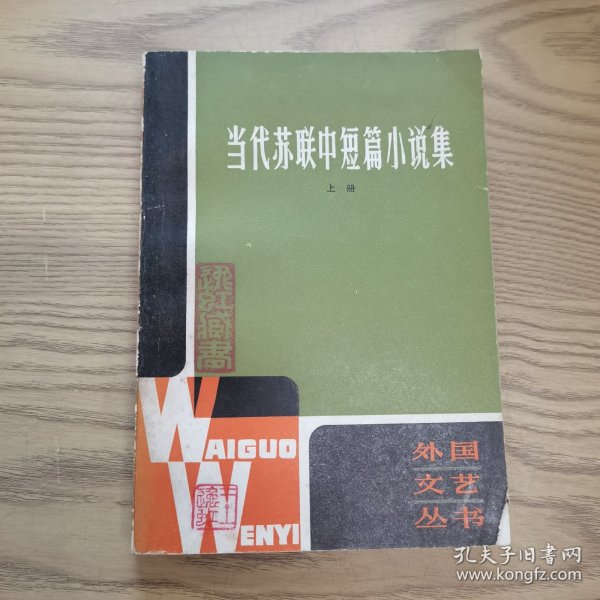 当代苏联中短篇小说集
上册
WAIGUO
WENYI
外国
文艺
丛书
孔夫子旧书网
www.kongfz.com